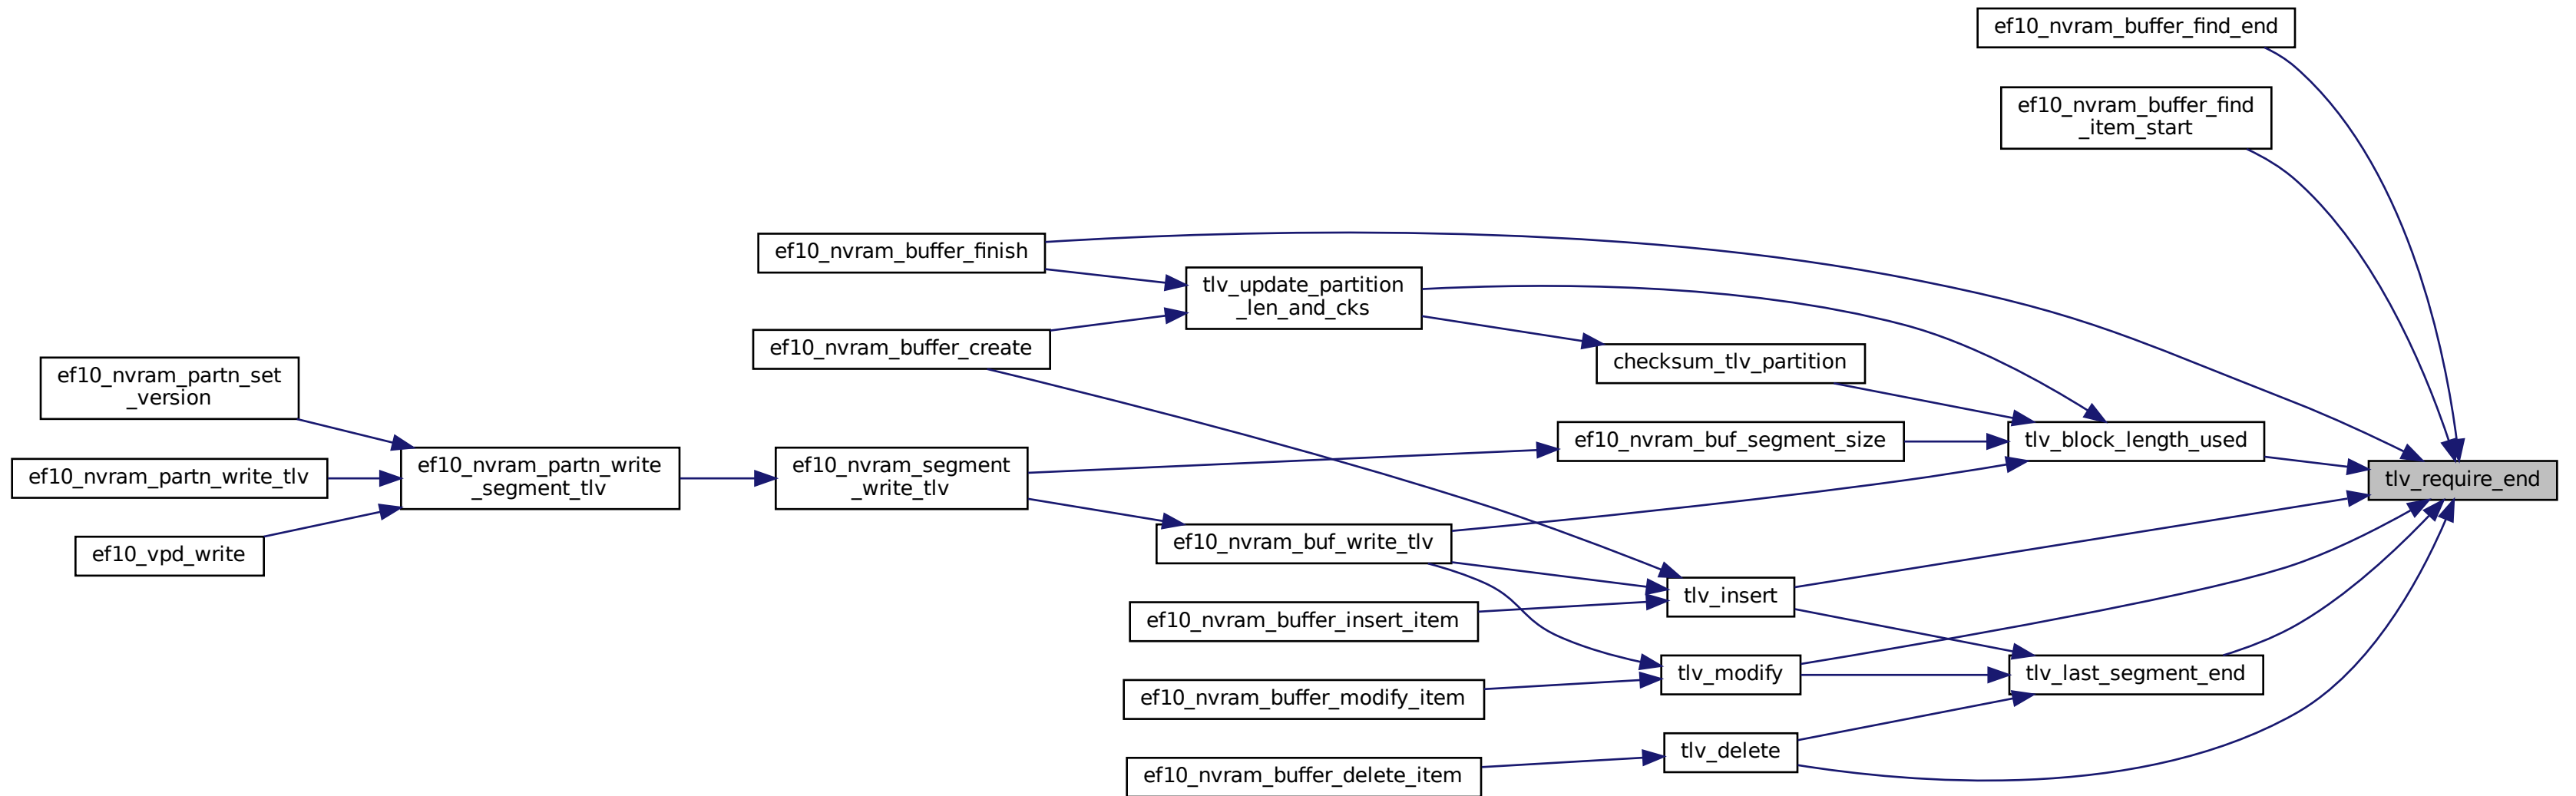 ef10_nvram_buffer_find_end
ef10_nvram_buffer_find
_item_start
ef10_nvram_buffer_finish
tlv_update_partition
_len_and_cks
ef10_nvram_buffer_create
checksum_tlv_partition
ef10_nvram_partn_set
_version
ef10_nvram_buf_segment_size
tlv_block_length_used
ef10_nvram_partn_write_tlv
ef10_nvram_partn_write
_segment_tlv
ef10_nvram_segment
_write_tlv
tlv_require_end
ef10_vpd_write
ef10_nvram_buf_write_tlv
tlv_insert
ef10_nvram_buffer_insert_item
tlv_modify
tlv_last_segment_end
ef10_nvram_buffer_modify_item
tlv_delete
ef10_nvram_buffer_delete_item